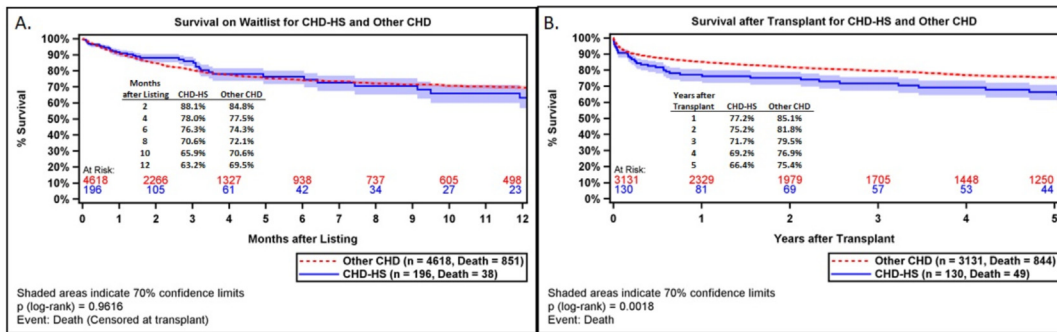 A.
Survival on Waitlist for CHD-HS and Other CHD
100%
90%
80%
70%
60%
50%
40%
30%
20%
10%
0%
% Survival
Months after Listing CHD-HS Other CHD
2 88.1% 84.8%
4 78.0% 77.5%
6 76.3% 74.3%
8 70.6% 72.1%
10 65.9% 70.6%
12 63.2% 69.5%
At Risk:
4618 2266 1327 938 737 605 498
196 105 61 42 34 27 23
0 1 2 3 4 5 6 7 8 9 10 11 12
Months after Listing
Other CHD (n = 4618, Death = 851)
CHD-HS (n = 196, Death = 38)
Shaded areas indicate 70% confidence limits
p (log-rank) = 0.9616
Event: Death (Censored at transplant)
B.
Survival after Transplant for CHD-HS and Other CHD
100%
90%
80%
70%
60%
50%
40%
30%
20%
10%
0%
% Survival
Years after Transplant CHD-HS Other CHD
1 77.2% 85.1%
2 75.2% 81.8%
3 71.7% 79.5%
4 69.2% 76.9%
5 66.4% 75.4%
At Risk:
3131 2329 1979 1705 1448 1250
130 81 69 57 53 44
0 1 2 3 4 5
Years after Transplant
Other CHD (n = 3131, Death = 844)
CHD-HS (n = 130, Death = 49)
Shaded areas indicate 70% confidence limits
p (log-rank) = 0.0018
Event: Death